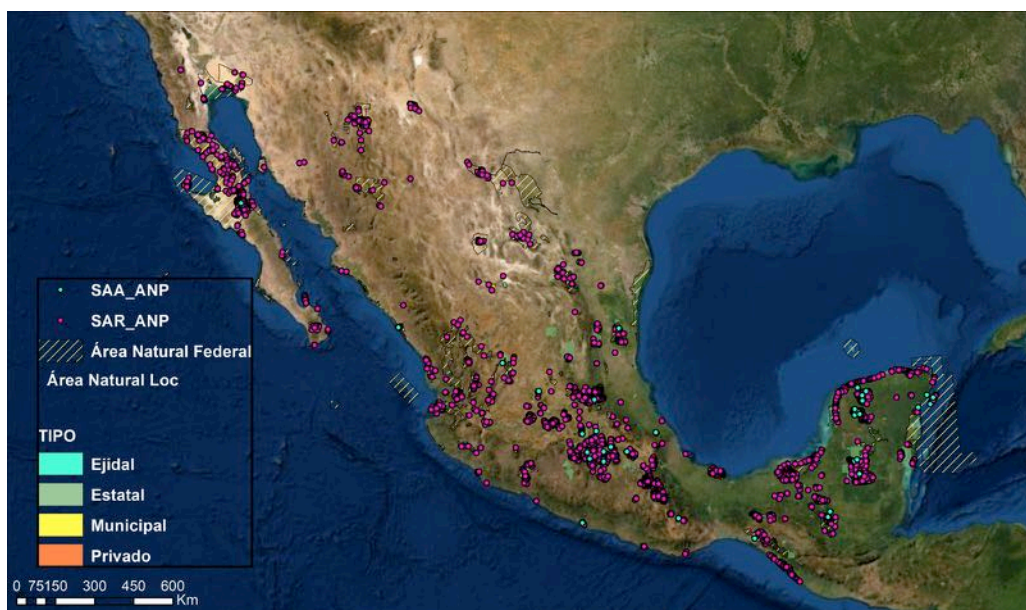 SAA_ANP
SAR_ANP
Área Natural Federal
Área Natural Loc
TIPO
Ejidal
Estatal
Municipal
Privado
0 75150 300 450 600
Km